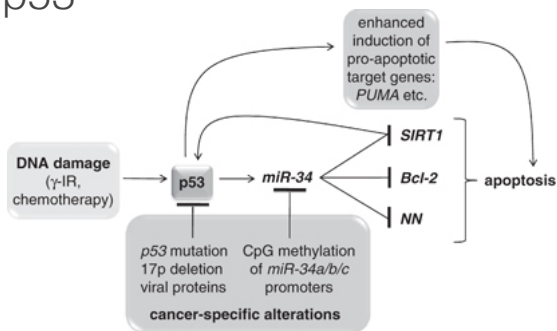 p53
enhanced
induction of
pro-apoptotic
target genes:
PUMA etc.
SIRT1
DNA damage
(γ-IR,
chemotherapy)
p53
miR-34
Bcl-2
apoptosis
NN
p53 mutation
17p deletion
viral proteins
CpG methylation
of miR-34a/b/c
promoters
cancer-specific alterations